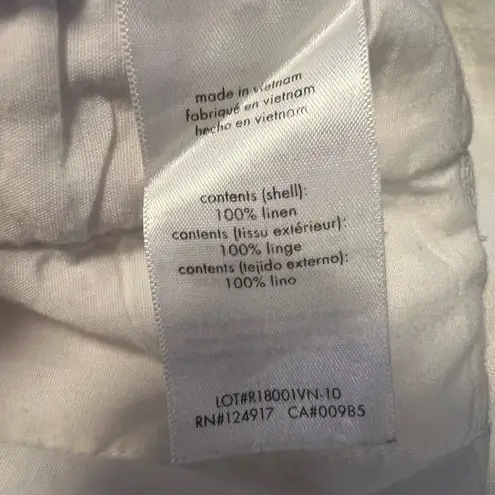 made in vietnam
fabriqué en vietnam
hecho en vietnam
contents (shell):
100% linen
contents (tissu extérieur):
100% linge
contents (tejido externo):
100% lino
LOT#R18001VN-10
RN#124917 CA#009B5